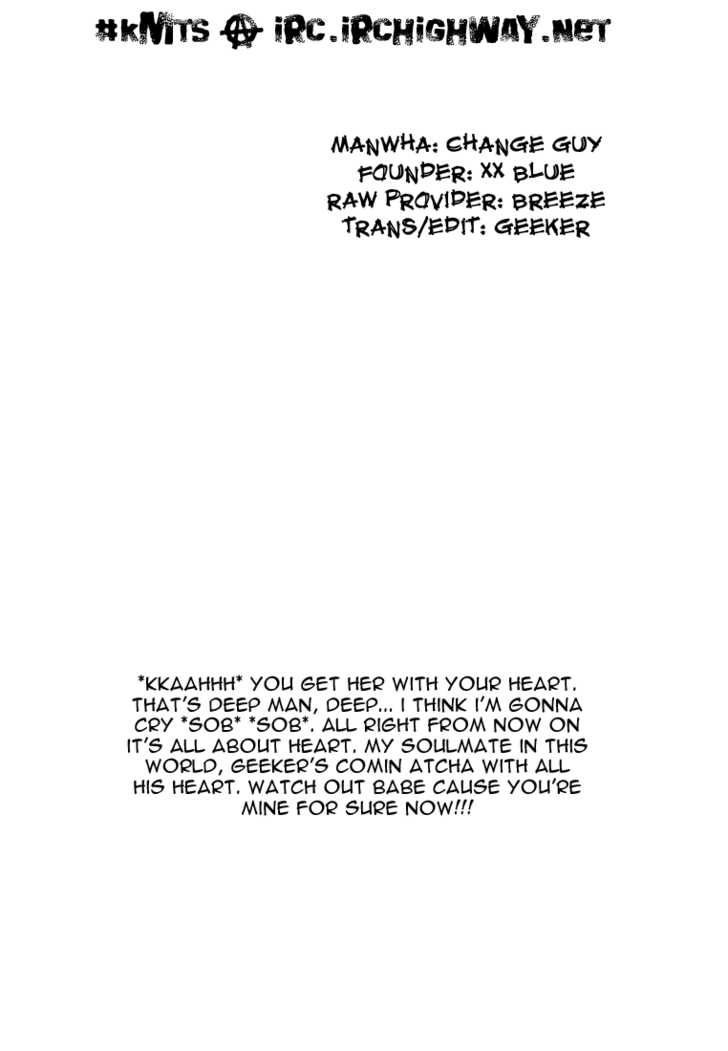 #kMTS @ iRC.iRCHiGHWAY.NeT
MANWHA: CHANGE GUY
FOUNDER: XX BLUE
RAW PROVIDER: BREEZE
TRANS/EDIT: GEEKER
*KKAAHHH* YOU GET HER WITH YOUR HEART.
THAT'S DEEP MAN, DEEP... I THINK I'M GONNA
CRY *SOB* *SOB*. ALL RIGHT FROM NOW ON
IT'S ALL ABOUT HEART. MY SOULMATE IN THIS
WORLD, GEEKER'S COMIN ATCHA WITH ALL
HIS HEART. WATCH OUT BABE CAUSE YOU'RE
MINE FOR SURE NOW!!!